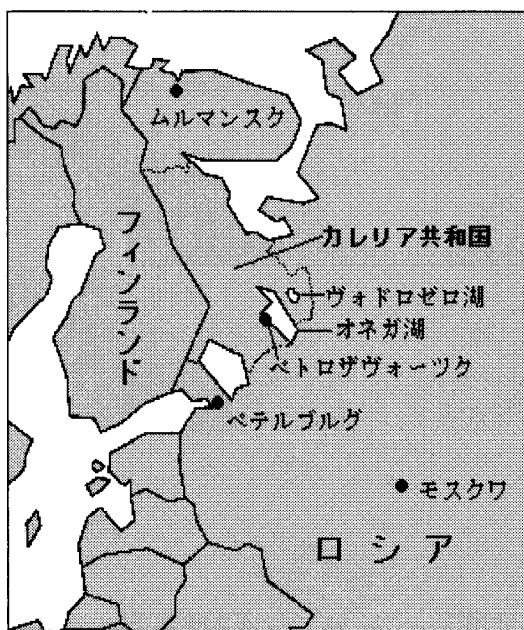 ムルマンスク
フィンランド
カレリア共和国
ヴォドロゼロ湖
オネガ湖
ペトロザヴォーツク
ペテルブルグ
モスクワ
ロシア